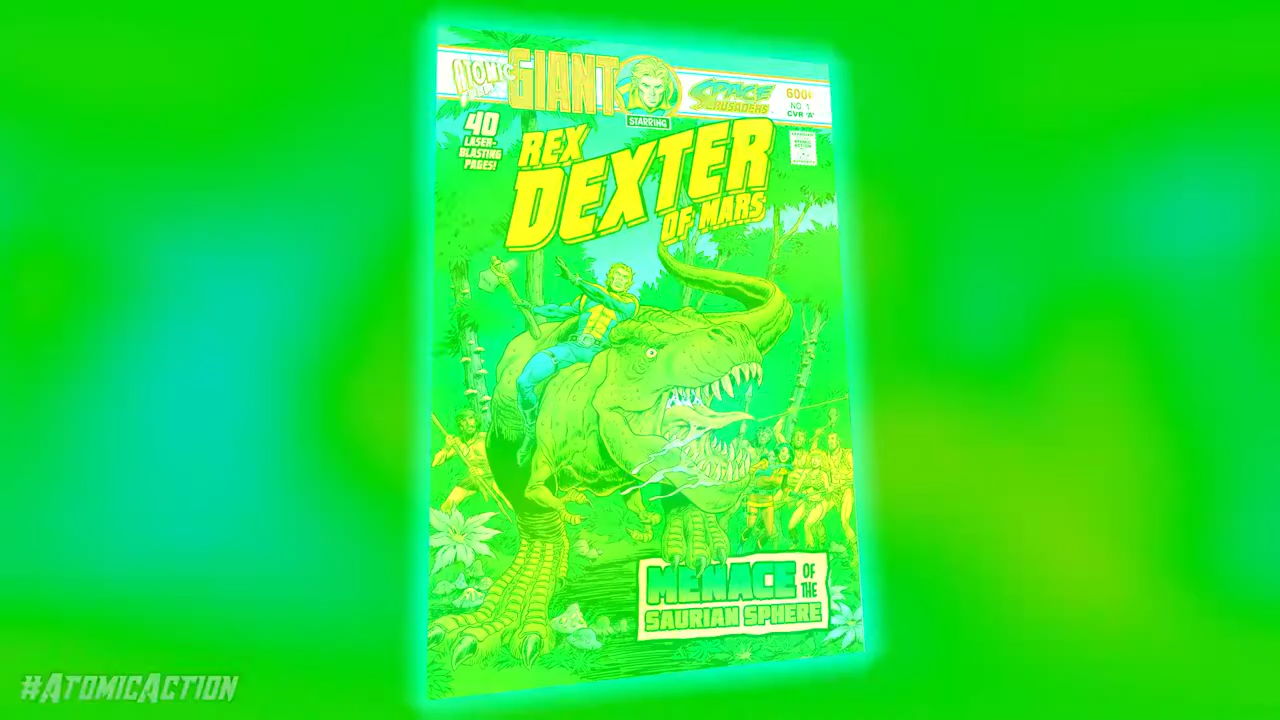 ATOMIC
GIANT
SPACE
CRUSADERS
600¢
NO. 1
CVR 'A'
STARRING
40
LASER-
BLASTING
PAGES!
REX
DEXTER
OF MARS
MENACE OF
THE
SAURIAN SPHERE
#ATOMICACTION